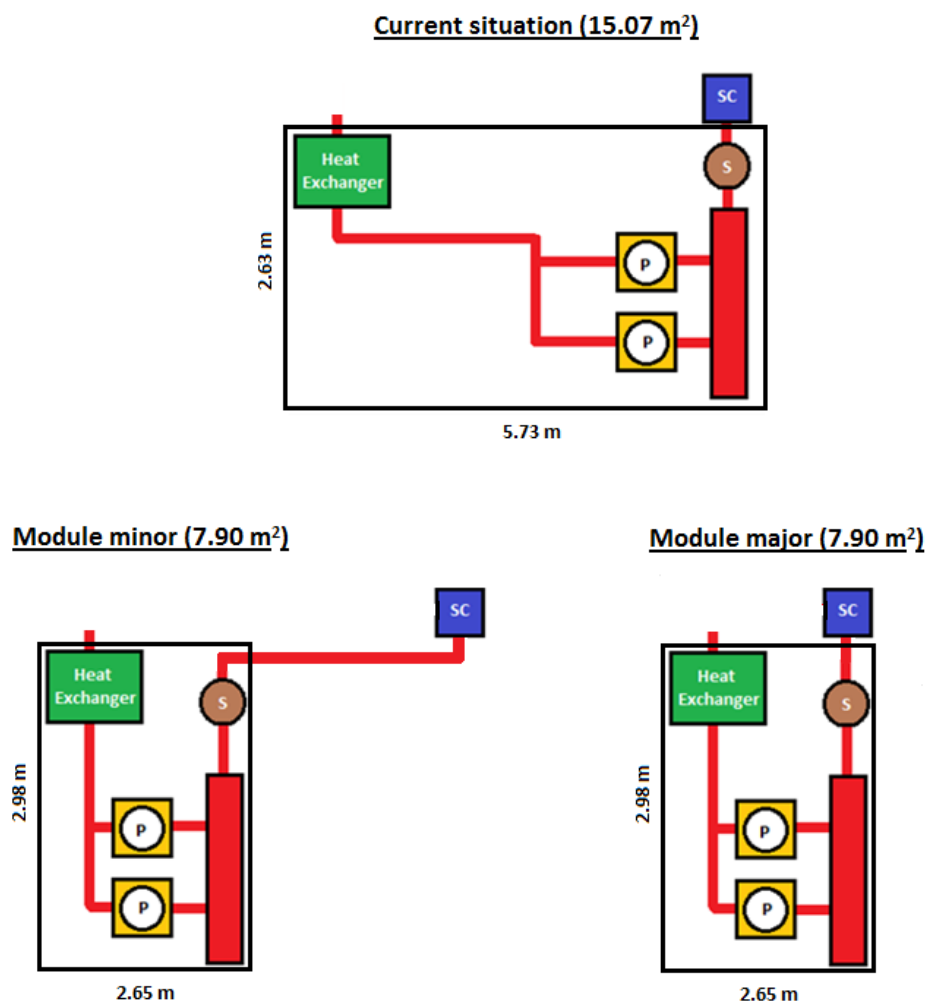 Current situation (15.07 m²)
SC
Heat
Exchanger
S
P
P
2.63 m
5.73 m
Module minor (7.90 m²)
SC
Heat
Exchanger
S
P
P
2.98 m
2.65 m
Module major (7.90 m²)
SC
Heat
Exchanger
S
P
P
2.98 m
2.65 m